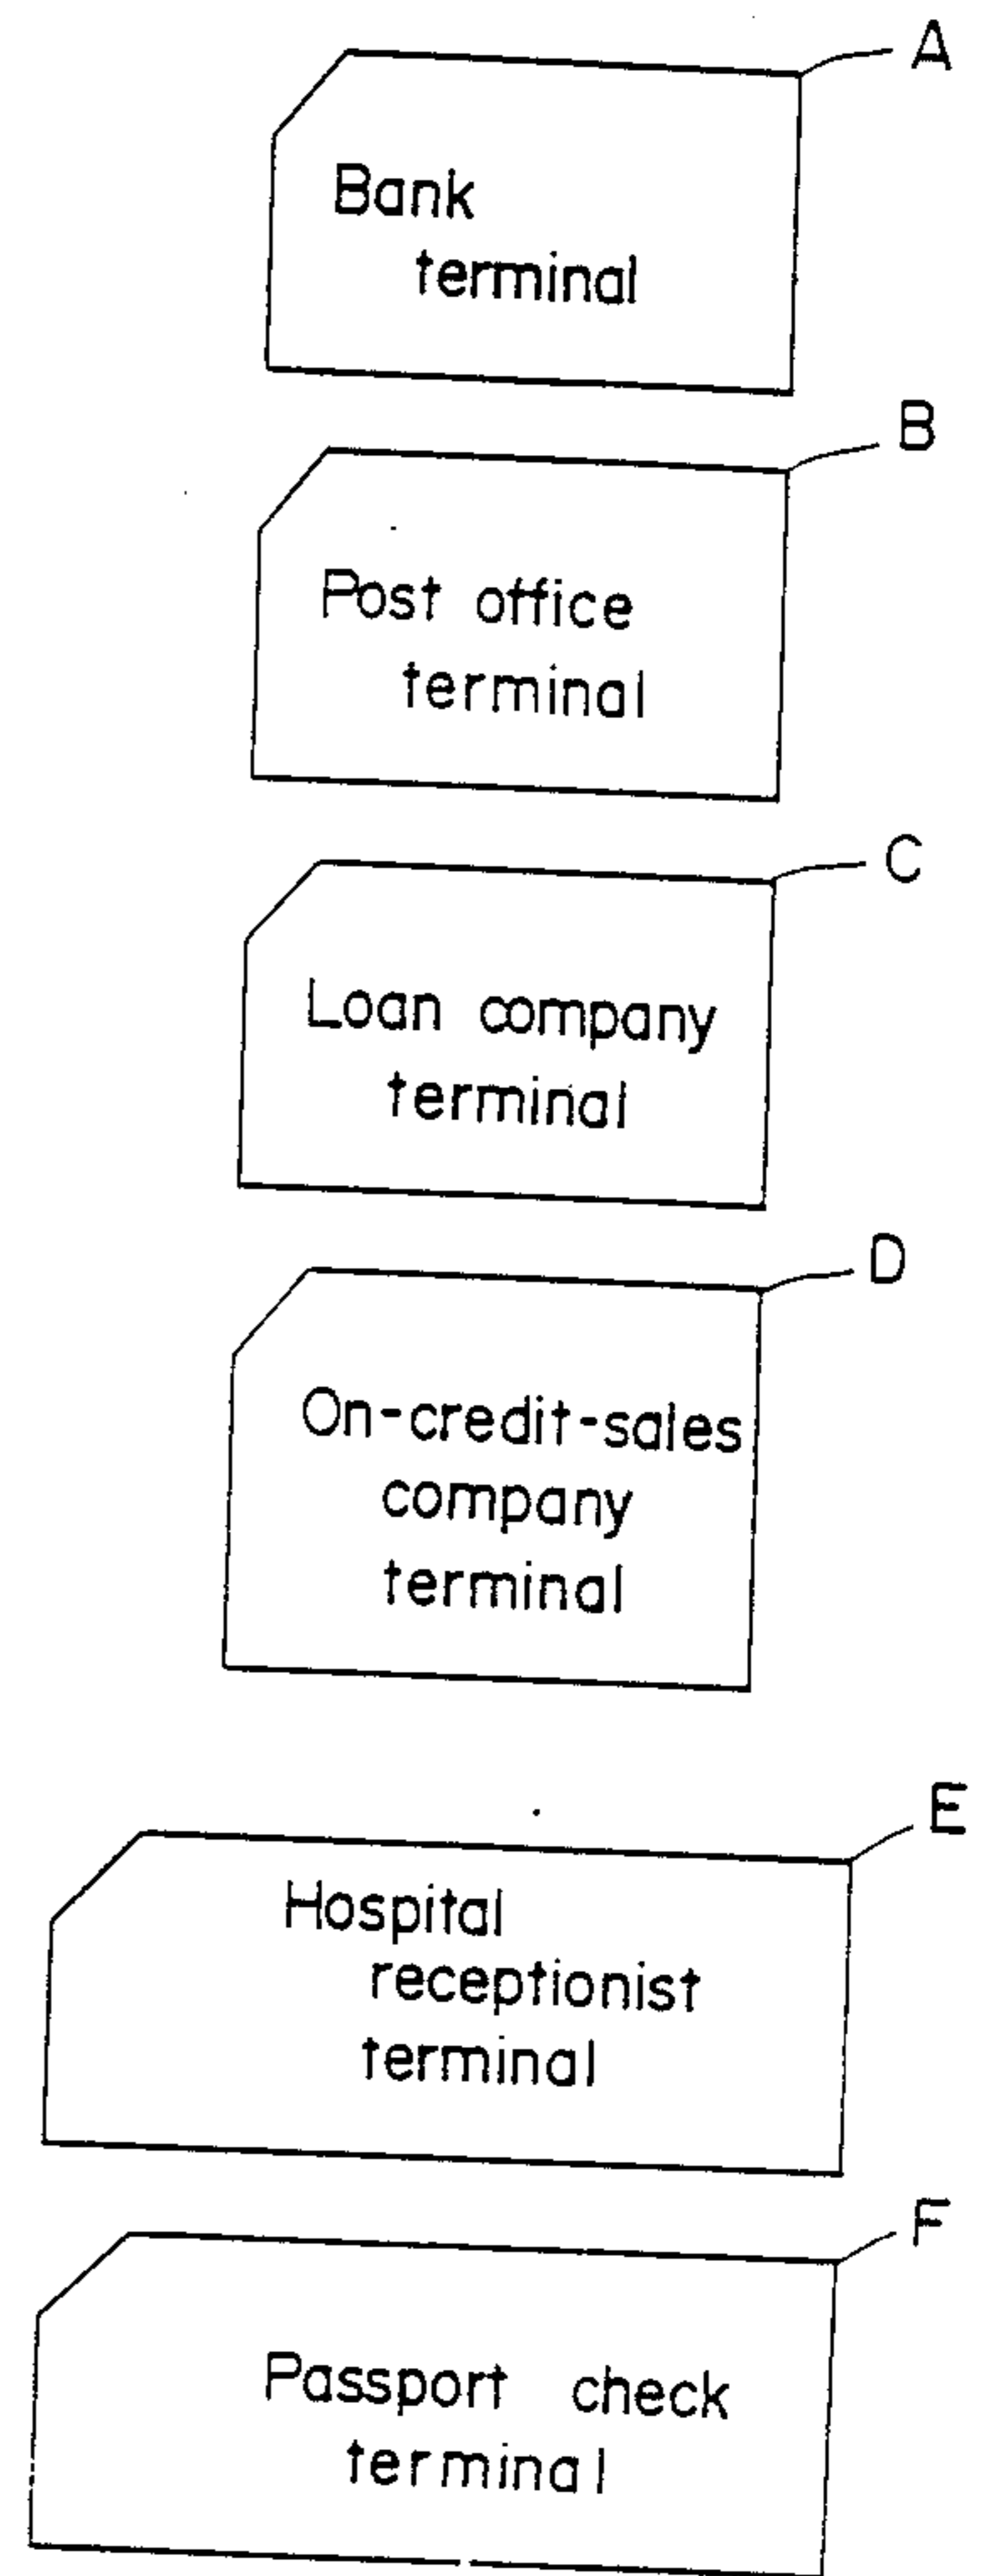 A
Bank
terminal
B
Post office
terminal
C
Loan company
terminal
D
On-credit-sales
company
terminal
E
Hospital
receptionist
terminal
F
Passport check
terminal